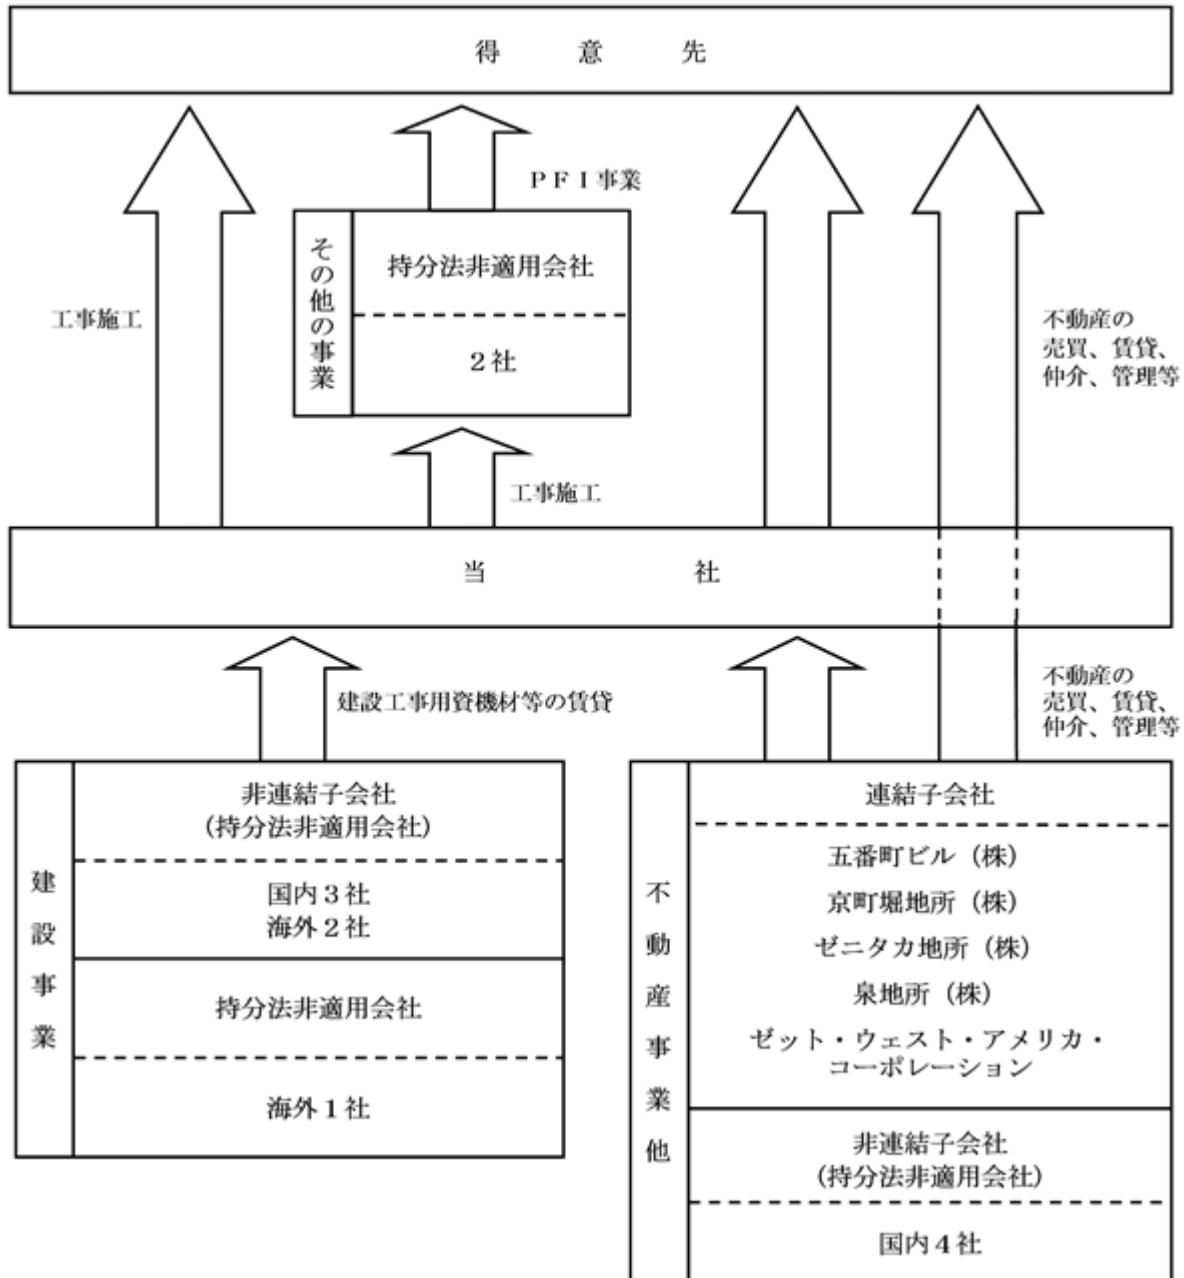 得意先
PFI事業
その他の事業
持分法非適用会社
2社
工事施工
不動産の
売買、賃貸、
仲介、管理等
工事施工
当社
建設工事用資機材等の賃貸
不動産の
売買、賃貸、
仲介、管理等
建設事業
非連結子会社
(持分法非適用会社)
国内3社
海外2社
持分法非適用会社
海外1社
不動産事業他
連結子会社
五番町ビル(株)
京町堀地所(株)
ゼニタカ地所(株)
泉地所(株)
ゼット・ウェスト・アメリカ・
コーポレーション
非連結子会社
(持分法非適用会社)
国内4社